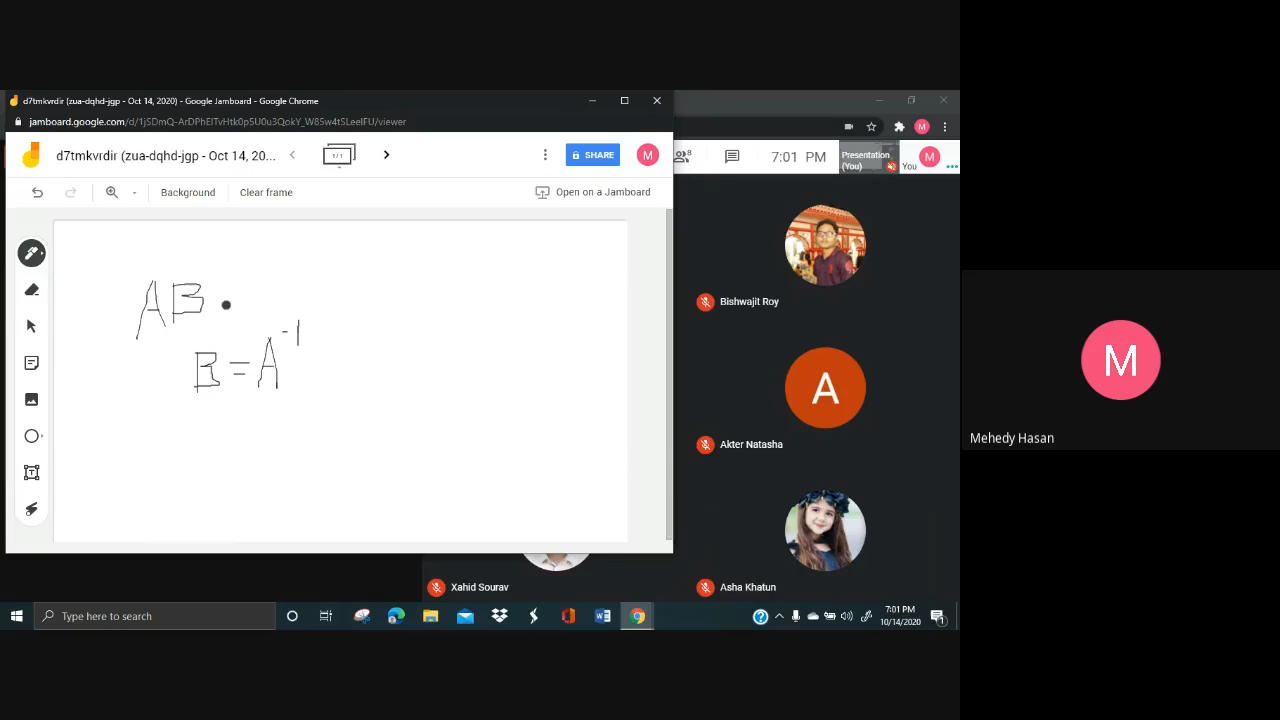 d7tmkvrdir (zua-dqhd-jgp - Oct 14, 2020) - Google Jamboard - Google Chrome
jamboard.google.com/d/1jSDmQ-ArDPhElTvHtk0p5U0u3QokY_W85w4tSLeelFU/viewer
d7tmkvrdir (zua-dqhd-jgp - Oct 14, 20...
1/1
SHARE
M
8
7:01 PM
Presentation
(You)
You
M
M
Background
Clear frame
Open on a Jamboard
AB
B = A⁻¹
Bishwajit Roy
A
Akter Natasha
Xahid Sourav
Asha Khatun
M
Mehedy Hasan
Type here to search
7:01 PM
10/14/2020
1